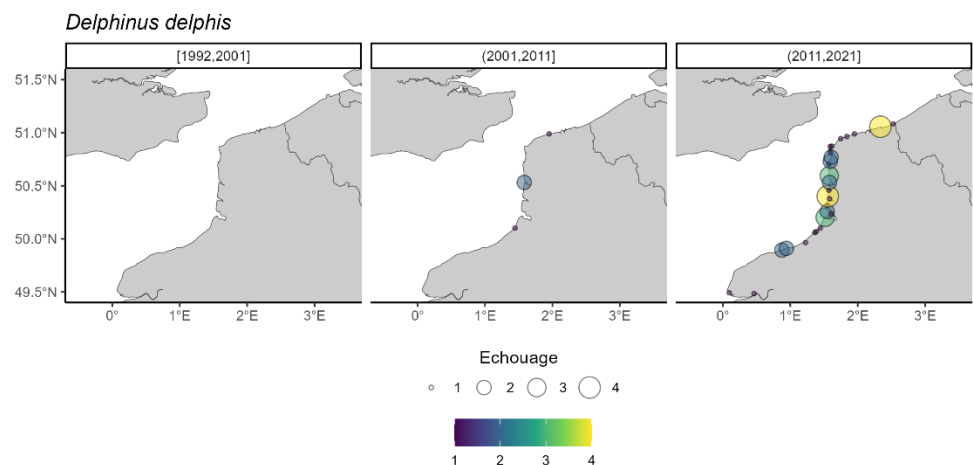 Delphinus delphis
[1992,2001] (2001,2011] (2011,2021]
51.5°N
51.0°N
50.5°N
50.0°N
49.5°N
0° 1°E 2°E 3°E 0° 1°E 2°E 3°E 0° 1°E 2°E 3°E
Echouage
1 2 3 4
1 2 3 4